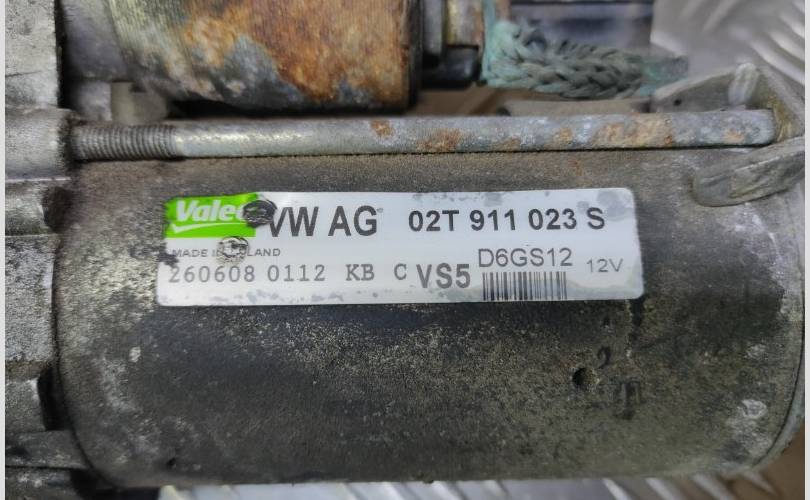 Valeo VW AG 02T 911 023 S
MADE IN POLAND
260608 0112 KB C VS5 D6GS12 12V